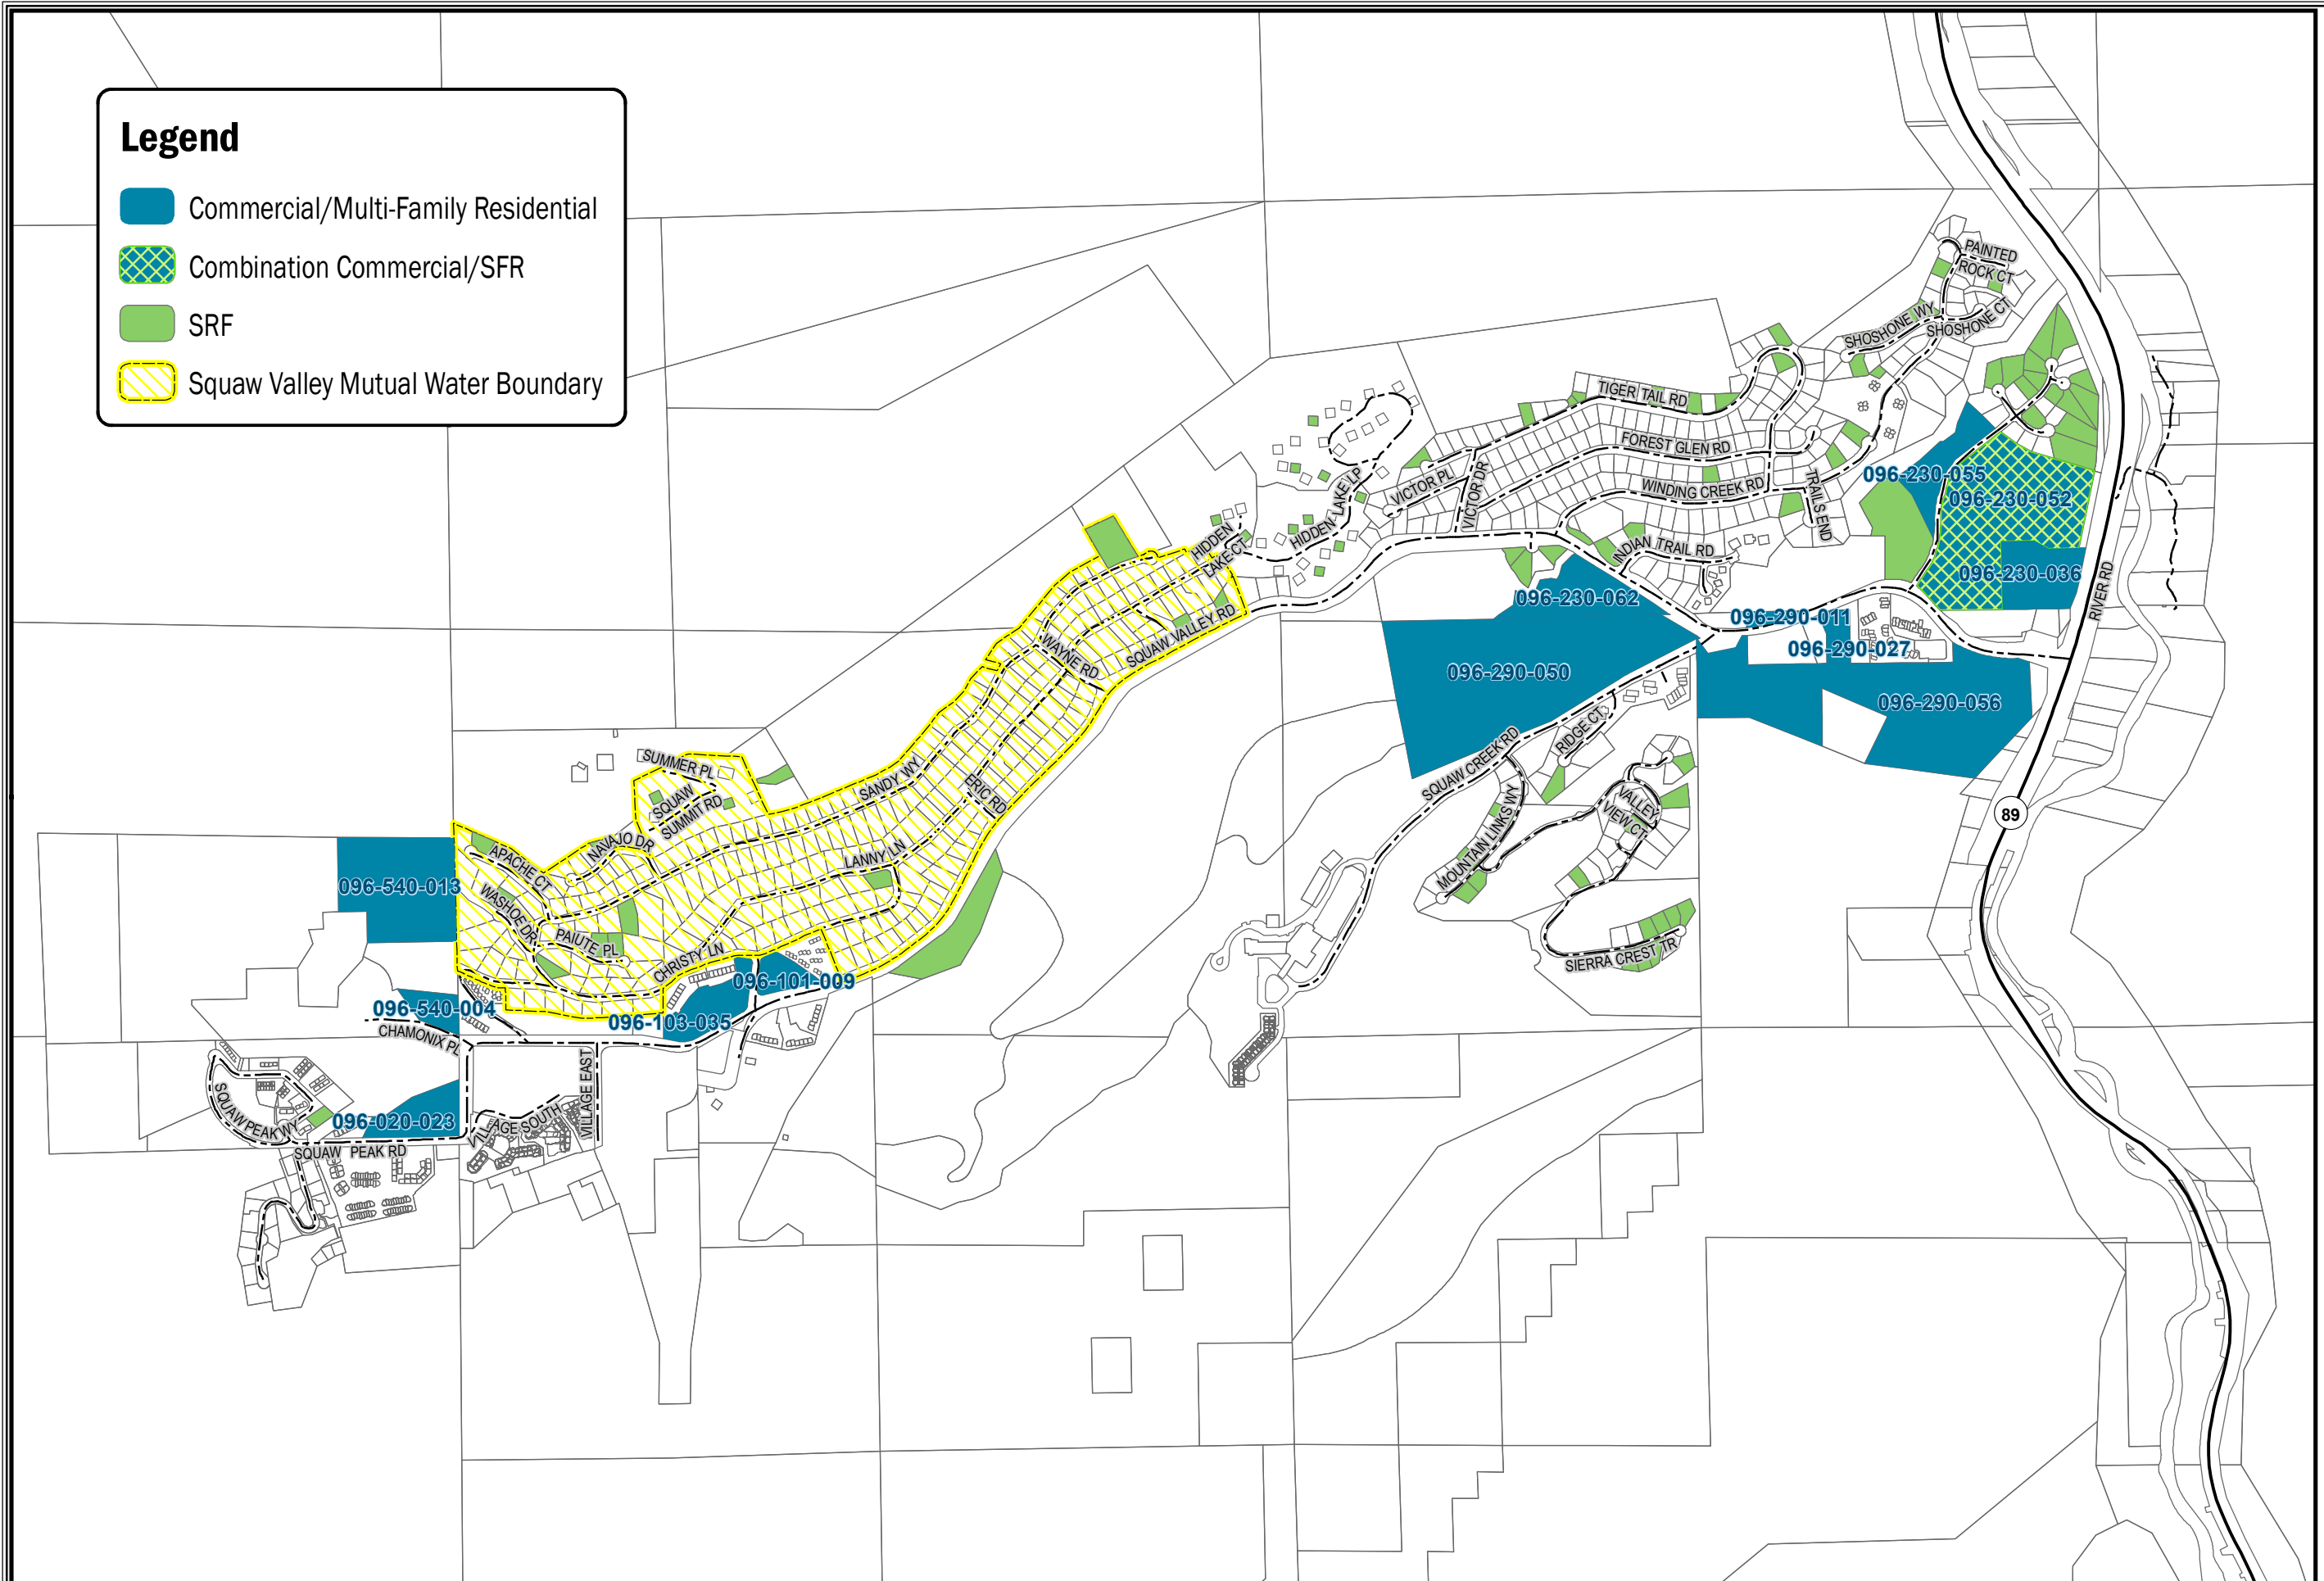 Legend
Commercial/Multi-Family Residential
Combination Commercial/SFR
SRF
Squaw Valley Mutual Water Boundary
PAINTED
ROCK CT
SHOSHONE WY
SHOSHONE CT
TIGER TAIL RD
FOREST GLEN RD
WINDING CREEK RD
TRAILS END
VICTOR PL
VICTOR DR
INDIAN TRAIL RD
HIDDEN LAKE LP
HIDDEN
LAKE CT
SQUAW VALLEY RD
WAYNE RD
096-230-055
096-230-052
096-230-036
096-230-062
096-290-011
096-290-027
096-290-050
096-290-056
RIVER RD
89
SQUAW CREEK RD
RIDGE CT
MOUNTAIN LINKS WY
VALLEY
VIEW CT
SIERRA CREST TR
SUMMER PL
SQUAW
SUMMIT RD
SANDY WY
ERIC RD
NAVAJO DR
LANNY LN
APACHE CT
WASHOE DR
PAIUTE PL
CHRISTY LN
096-540-013
096-101-009
096-540-004
096-103-035
CHAMONIX PL
VILLAGE EAST
VILLAGE SOUTH
SQUAW PEAK WY
096-020-023
SQUAW PEAK RD